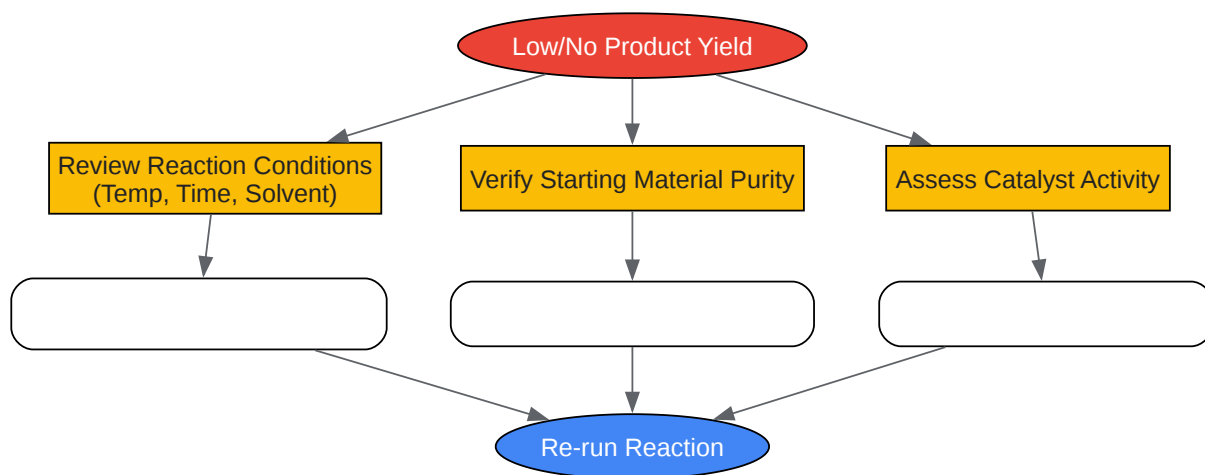 Low/No Product Yield
Review Reaction Conditions
(Temp, Time, Solvent)
Verify Starting Material Purity
Assess Catalyst Activity
Re-run Reaction